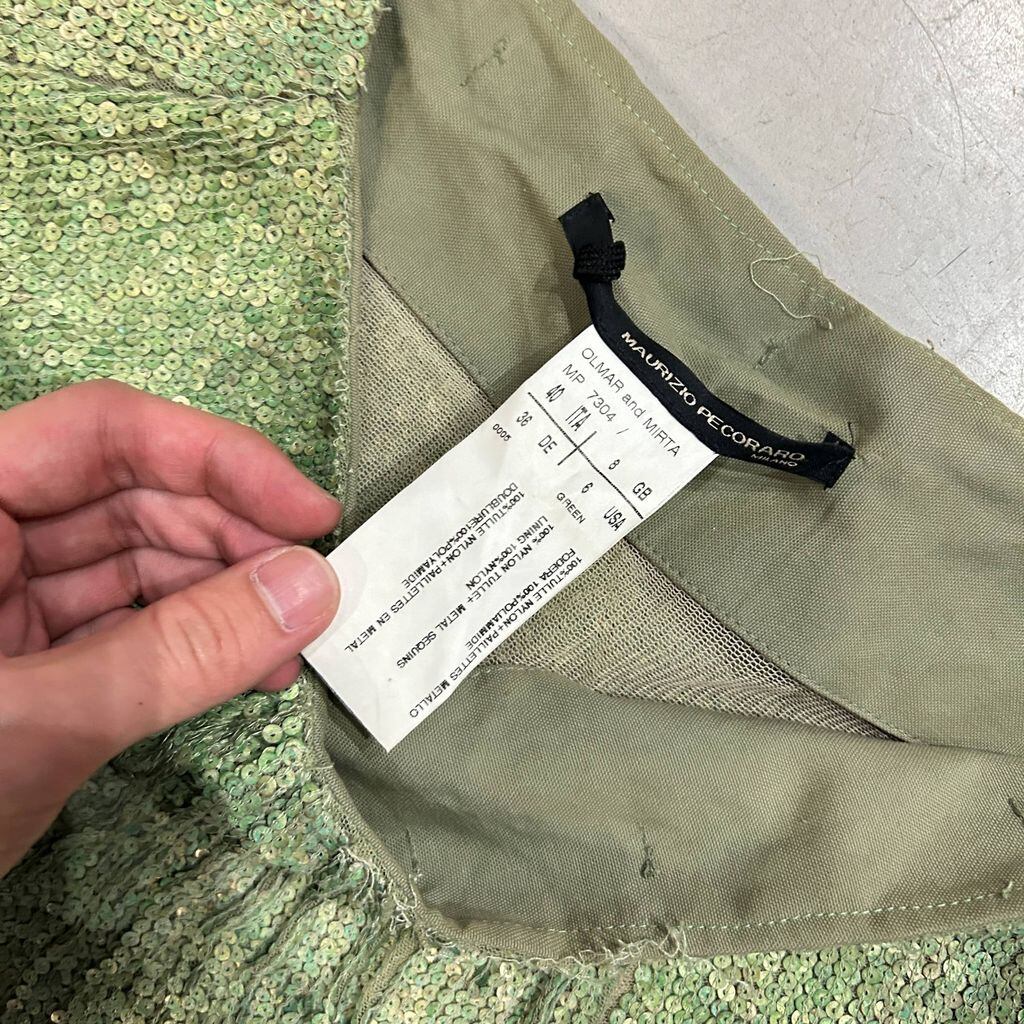 MAURIZIO PECORARO
MILANO
OLMAR and MIRTA
MP 7304 /
40 ITA 8 GB
36 DE 6 USA
0005 GREEN
100%TULLE NYLON+PAILLETTES METALLO
FODERA 100%POLIAMMIDE
100% NYLON TULLE+ METAL SEQUINS
LINING 100%NYLON
100%TULLE NYLON+PAILLETTES EN METAL
DOUBLURE100%POLYAMIDE